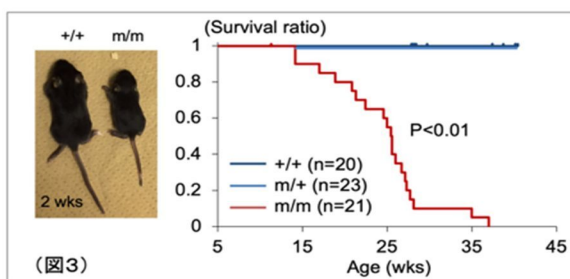 +/+ m/m
2 wks
(図3)
(Survival ratio)
1
0.8
0.6
0.4
0.2
0
P<0.01
+/+ (n=20)
m/+ (n=23)
m/m (n=21)
5 15 25 35 45
Age (wks)